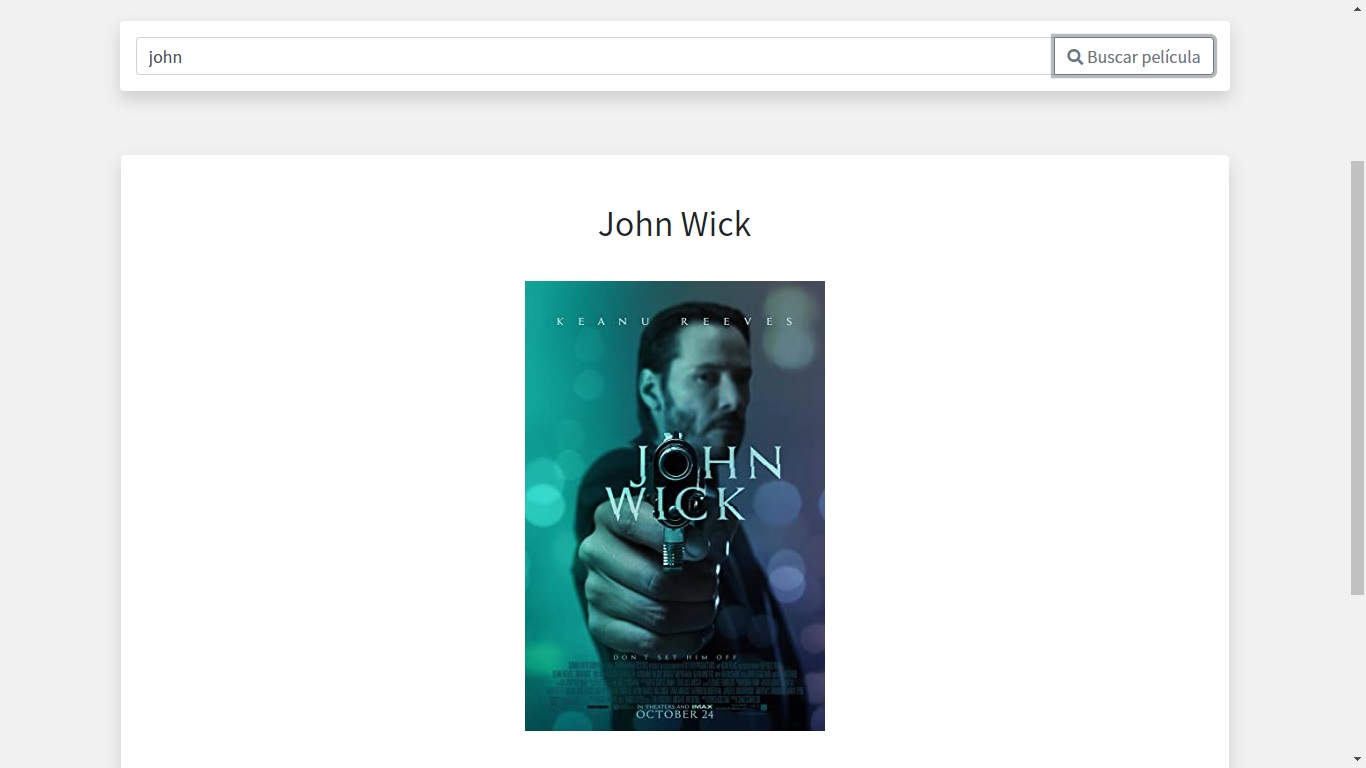 john
Buscar película
John Wick
KEANU REEVES
JOHN
WICK
DON'T SET HIM OFF
IN THEATERS AND IMAX
OCTOBER 24